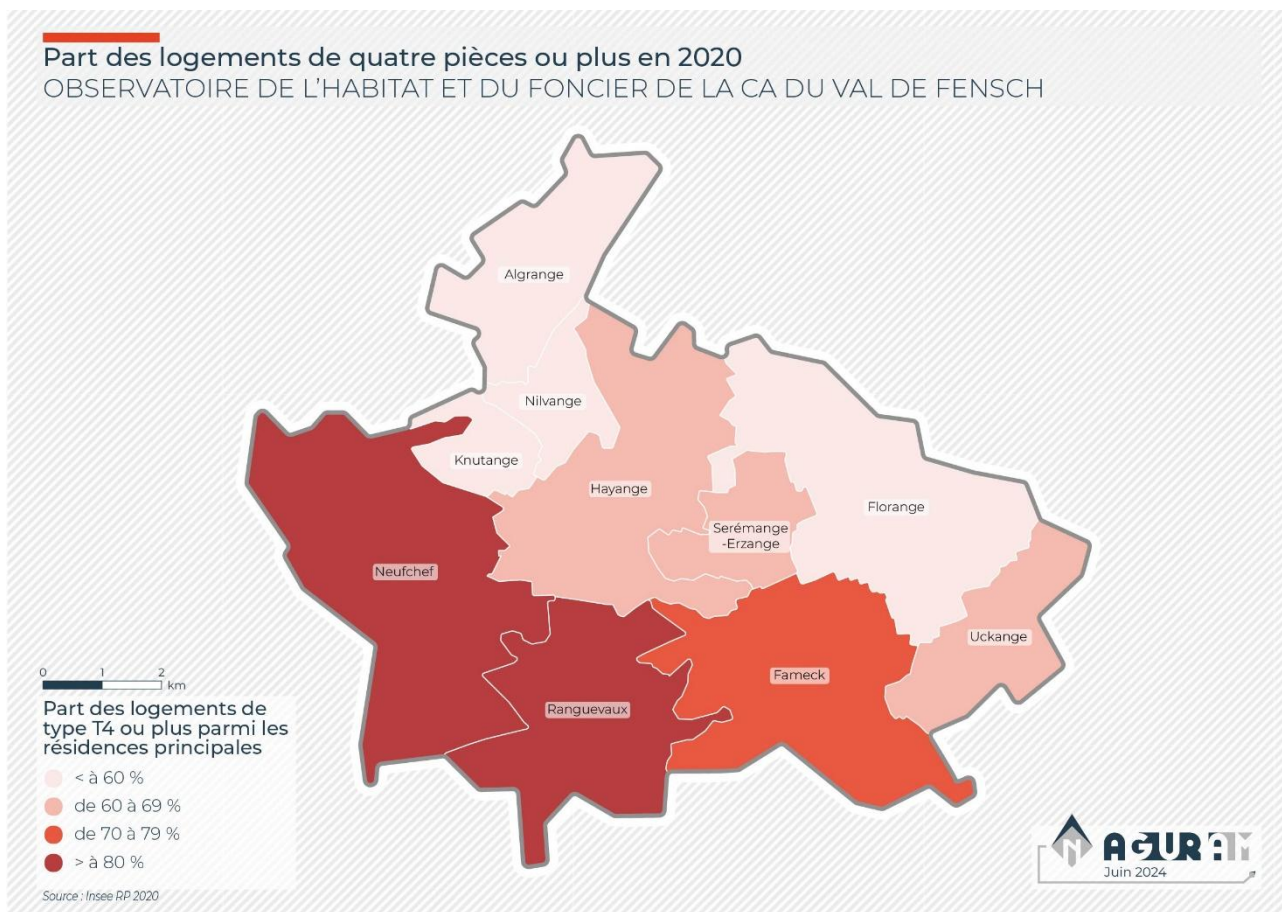 Part des logements de quatre pièces ou plus en 2020
OBSERVATOIRE DE L'HABITAT ET DU FONCIER DE LA CA DU VAL DE FENSCH
Algrange
Nilvange
Knutange
Hayange
Florange
Serémange
-Erzange
Neufchef
Uckange
Fameck
Ranguevaux
0 1 2
km
Part des logements de
type T4 ou plus parmi les
résidences principales
< à 60 %
de 60 à 69 %
de 70 à 79 %
> à 80 %
Source : Insee RP 2020
N
AGURAM
Juin 2024